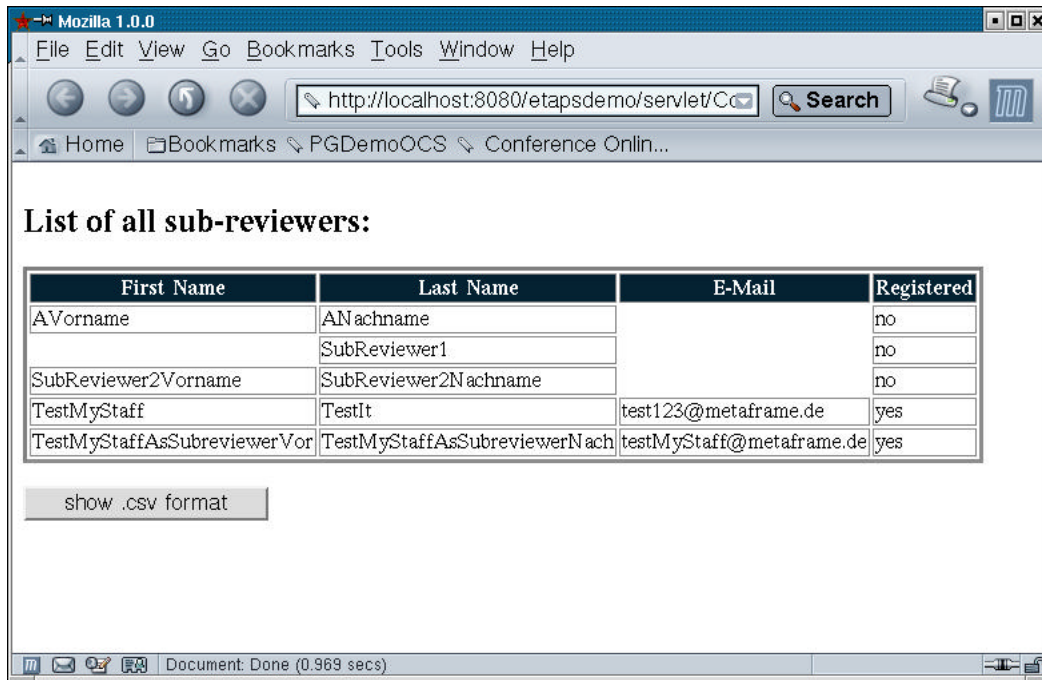 Mozilla 1.0.0
File Edit View Go Bookmarks Tools Window Help
http://localhost:8080/etapsdemo/servlet/Co Search
Home Bookmarks PGDemoOCS Conference Onlin...
List of all sub-reviewers:
First Name Last Name E-Mail Registered
AVorname ANachname no
SubReviewer1 no
SubReviewer2Vorname SubReviewer2Nachname no
TestMyStaff TestIt test123@metaframe.de yes
TestMyStaffAsSubreviewerVor TestMyStaffAsSubreviewerNach testMyStaff@metaframe.de yes
show .csv format
Document: Done (0.969 secs)